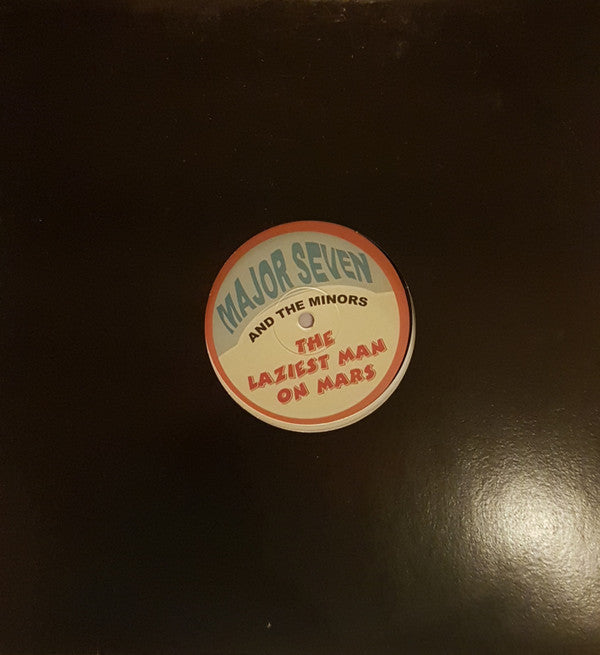 MAJOR SEVEN
AND THE MINORS
THE
LAZIEST MAN
ON MARS